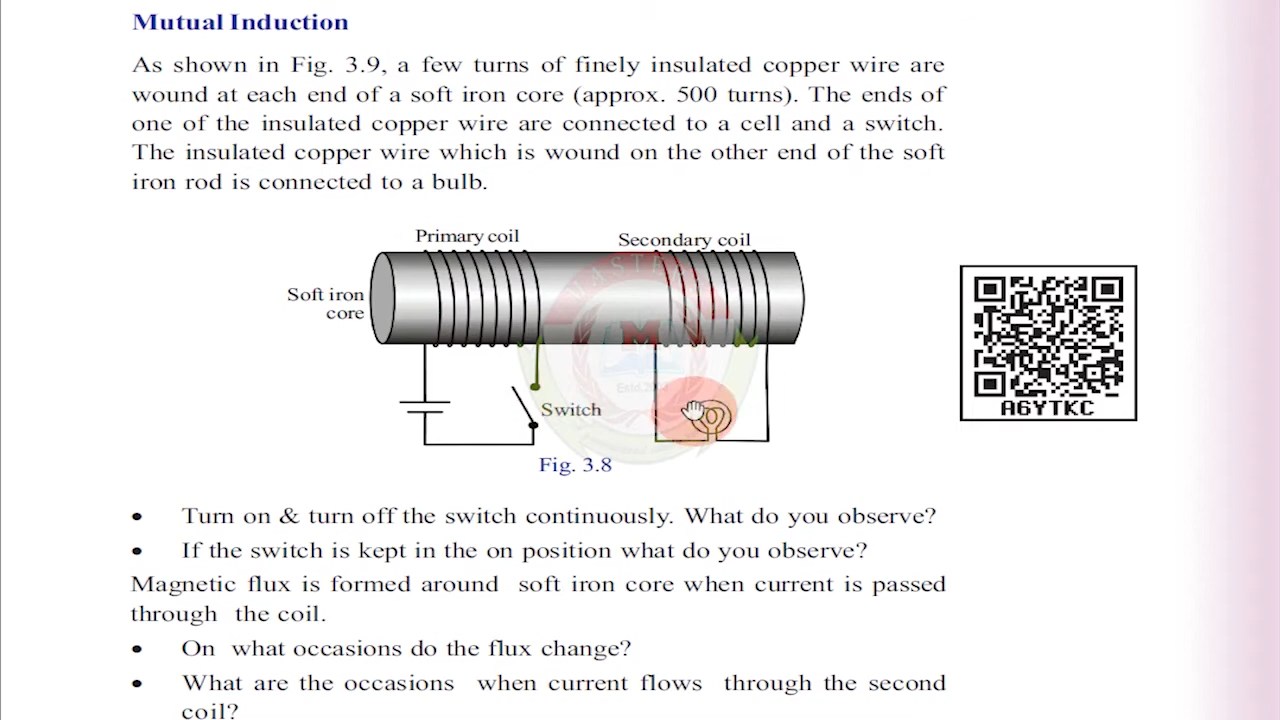 Mutual Induction
As shown in Fig. 3.9, a few turns of finely insulated copper wire are
wound at each end of a soft iron core (approx. 500 turns). The ends of
one of the insulated copper wire are connected to a cell and a switch.
The insulated copper wire which is wound on the other end of the soft
iron rod is connected to a bulb.
Primary coil
Secondary coil
Soft iron
core
Switch
Fig. 3.8
A6YTKC
• Turn on & turn off the switch continuously. What do you observe?
• If the switch is kept in the on position what do you observe?
Magnetic flux is formed around soft iron core when current is passed
through the coil.
• On what occasions do the flux change?
• What are the occasions when current flows through the second
coil?